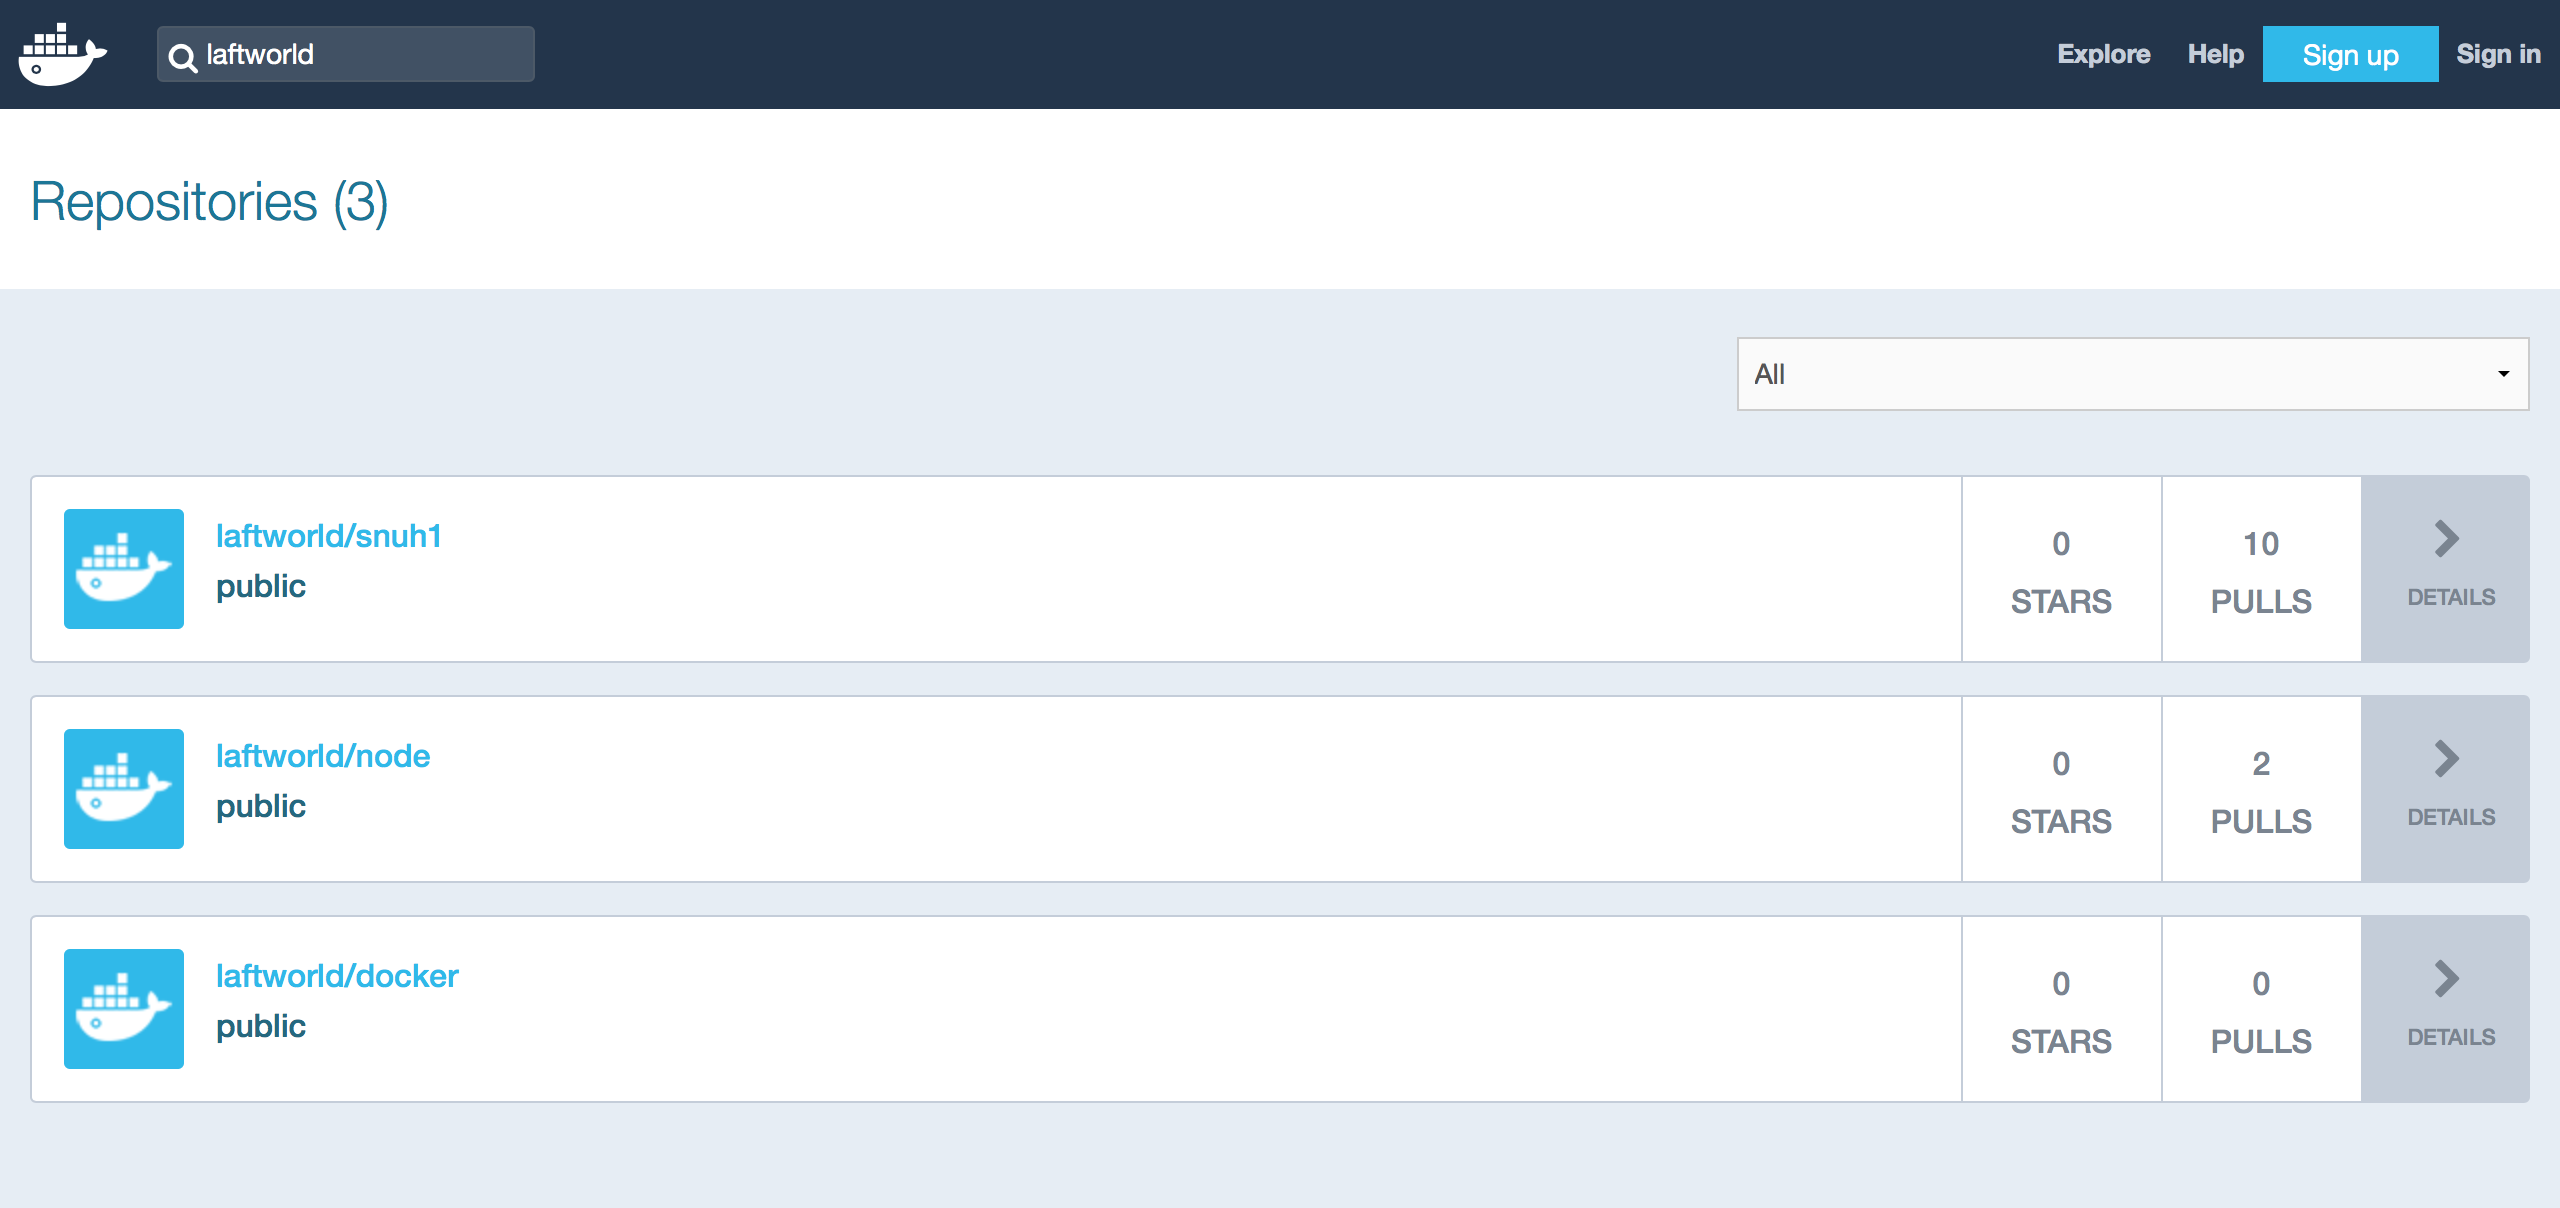 laftworld
Explore Help Sign up Sign in
Repositories (3)
All
laftworld/snuh1
public
0
STARS
10
PULLS
DETAILS
laftworld/node
public
0
STARS
2
PULLS
DETAILS
laftworld/docker
public
0
STARS
0
PULLS
DETAILS